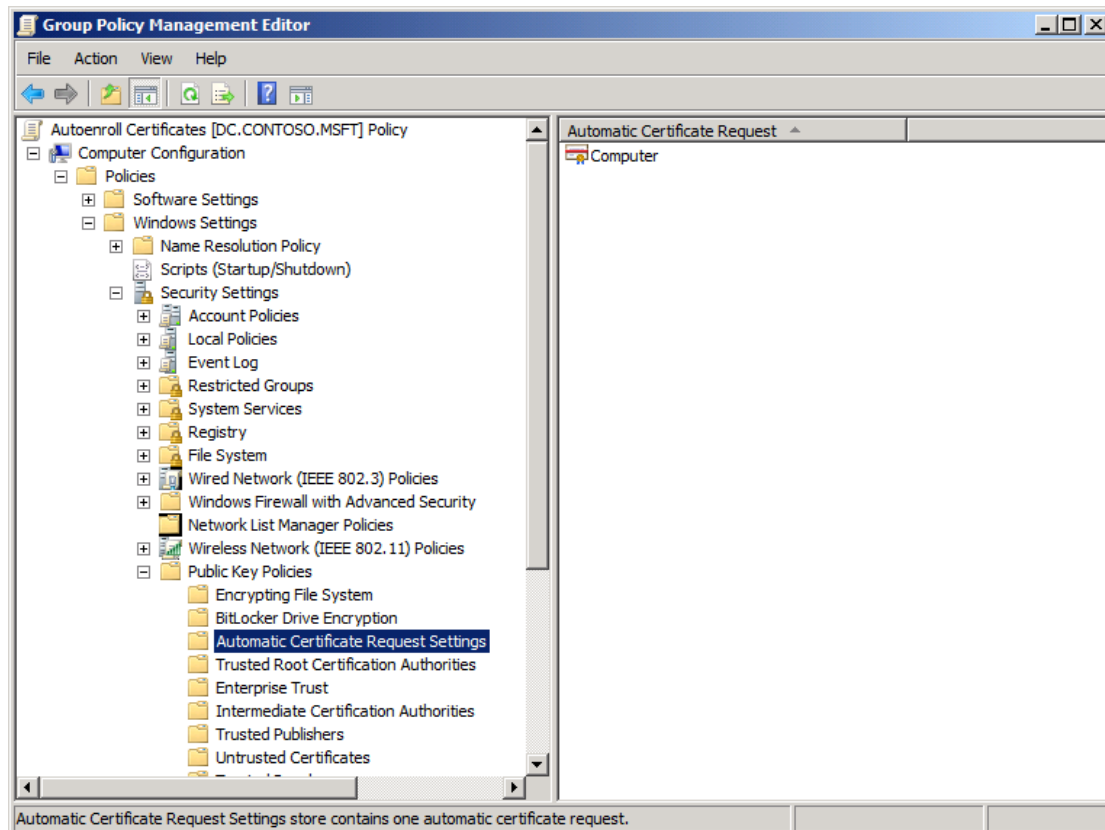 Group Policy Management Editor
File Action View Help
Autoenroll Certificates [DC.CONTOSO.MSFT] Policy
Computer Configuration
Policies
Software Settings
Windows Settings
Name Resolution Policy
Scripts (Startup/Shutdown)
Security Settings
Account Policies
Local Policies
Event Log
Restricted Groups
System Services
Registry
File System
Wired Network (IEEE 802.3) Policies
Windows Firewall with Advanced Security
Network List Manager Policies
Wireless Network (IEEE 802.11) Policies
Public Key Policies
Encrypting File System
BitLocker Drive Encryption
Automatic Certificate Request Settings
Trusted Root Certification Authorities
Enterprise Trust
Intermediate Certification Authorities
Trusted Publishers
Untrusted Certificates
Automatic Certificate Request
Computer
Automatic Certificate Request Settings store contains one automatic certificate request.